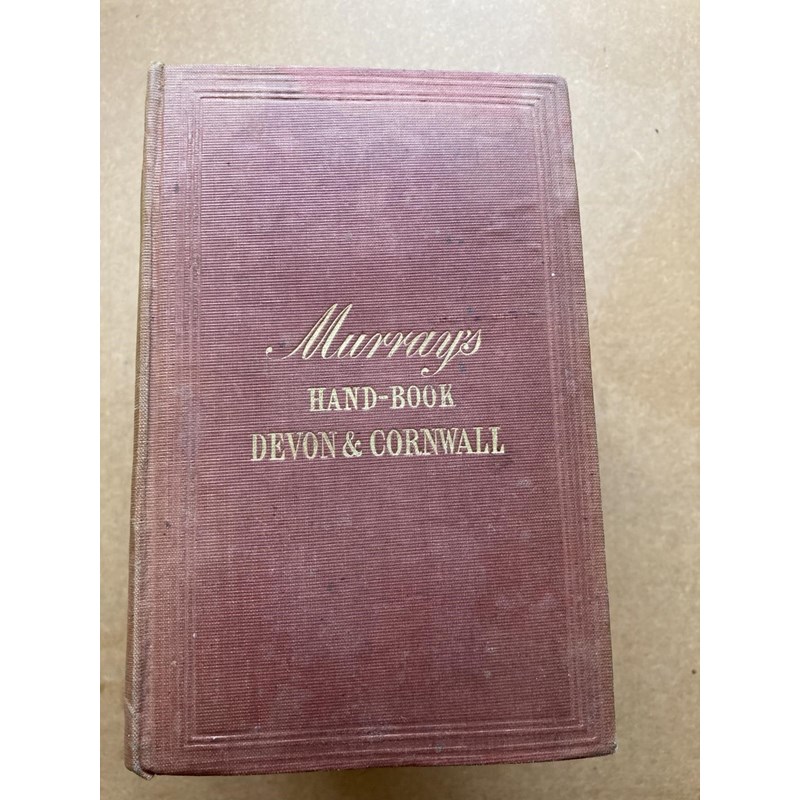 Murray's
HAND-BOOK
DEVON & CORNWALL